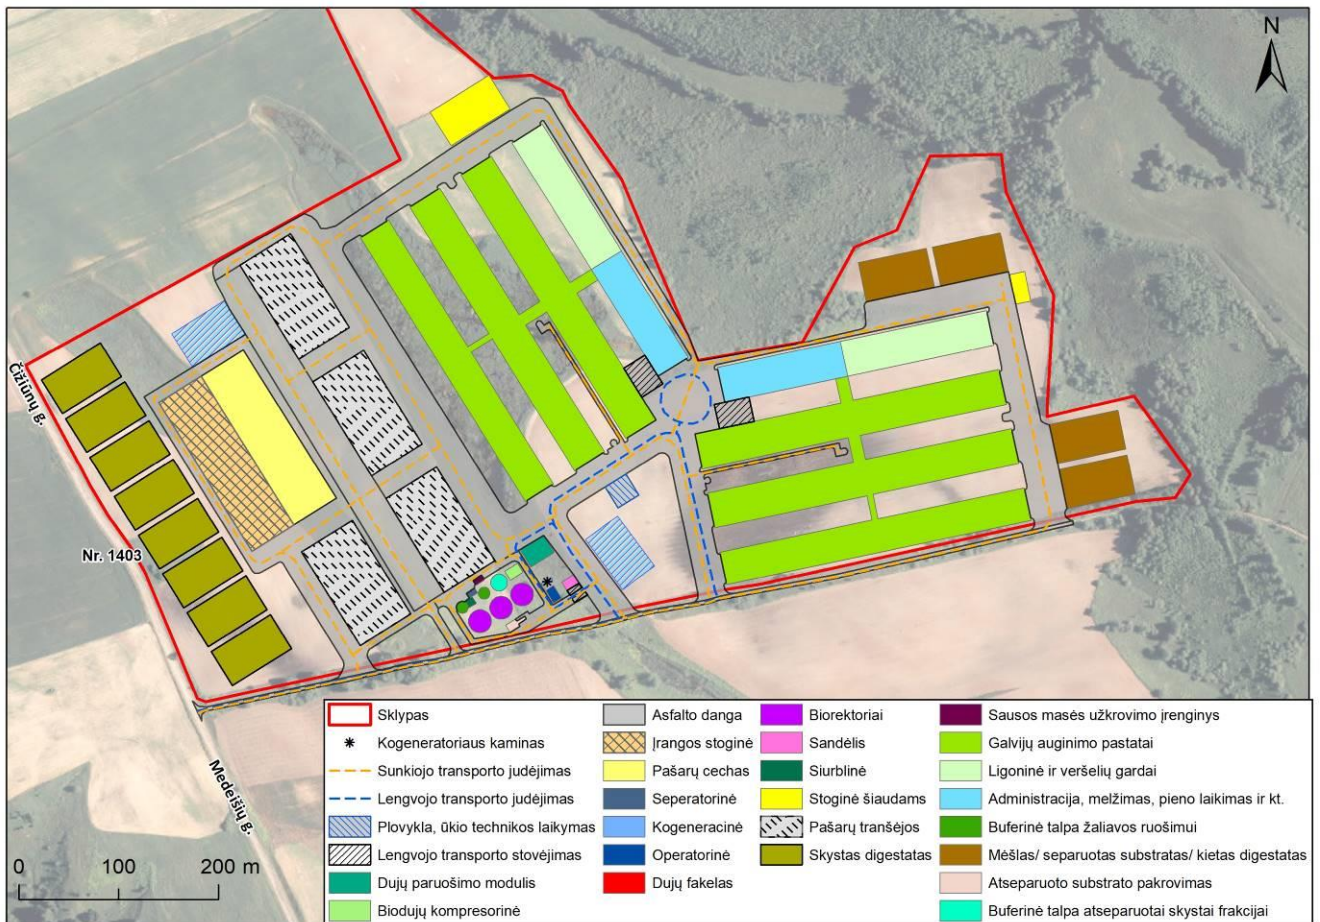 N
Čižiūnų g.
Nr. 1403
Medeišių g.
0 100 200 m
Sklypas
Kogeneratoriaus kaminas
Sunkiojo transporto judėjimas
Lengvojo transporto judėjimas
Plovykla, ūkio technikos laikymas
Lengvojo transporto stovėjimas
Dujų paruošimo modulis
Biodujų kompresorinė
Asfalto danga
Įrangos stoginė
Pašarų cechas
Seperatorinė
Kogeneracinė
Operatorinė
Dujų fakelas
Biorektoriai
Sandėlis
Siurblinė
Stoginė šiaudams
Pašarų tranšėjos
Skystas digestatas
Sausos masės užkrovimo įrenginys
Galvijų auginimo pastatai
Ligoninė ir veršelių gardai
Administracija, melžimas, pieno laikimas ir kt.
Buferinė talpa žaliavos ruošimui
Mėšlas/ separuotas substratas/ kietas digestatas
Atseparuoto substrato pakrovimas
Buferinė talpa atseparuotai skystai frakcijai